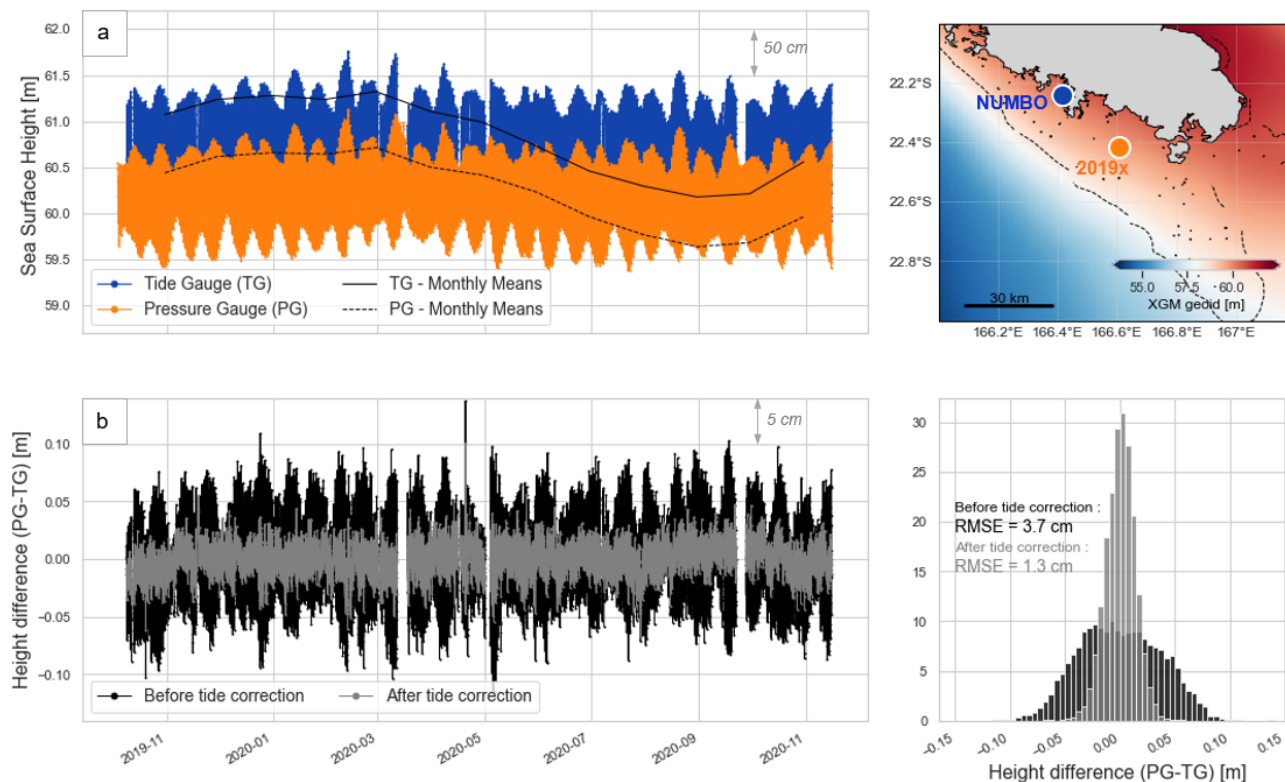 a
50 cm
62.0
61.5
61.0
60.5
60.0
59.5
59.0
Sea Surface Height [m]
Tide Gauge (TG)
TG - Monthly Means
Pressure Gauge (PG)
PG - Monthly Means
22.2°S
22.4°S
22.6°S
22.8°S
NUMBO
2019x
55.0
57.5
60.0
XGM geoid [m]
30 km
166.2°E
166.4°E
166.6°E
166.8°E
167°E
b
5 cm
0.10
0.05
0.00
−0.05
−0.10
Height difference (PG-TG) [m]
Before tide correction
After tide correction
2019-11
2020-01
2020-03
2020-05
2020-07
2020-09
2020-11
30
25
20
15
10
5
0
Before tide correction :
RMSE = 3.7 cm
After tide correction :
RMSE = 1.3 cm
−0.15
−0.10
−0.05
0.00
0.05
0.10
0.15
Height difference (PG-TG) [m]